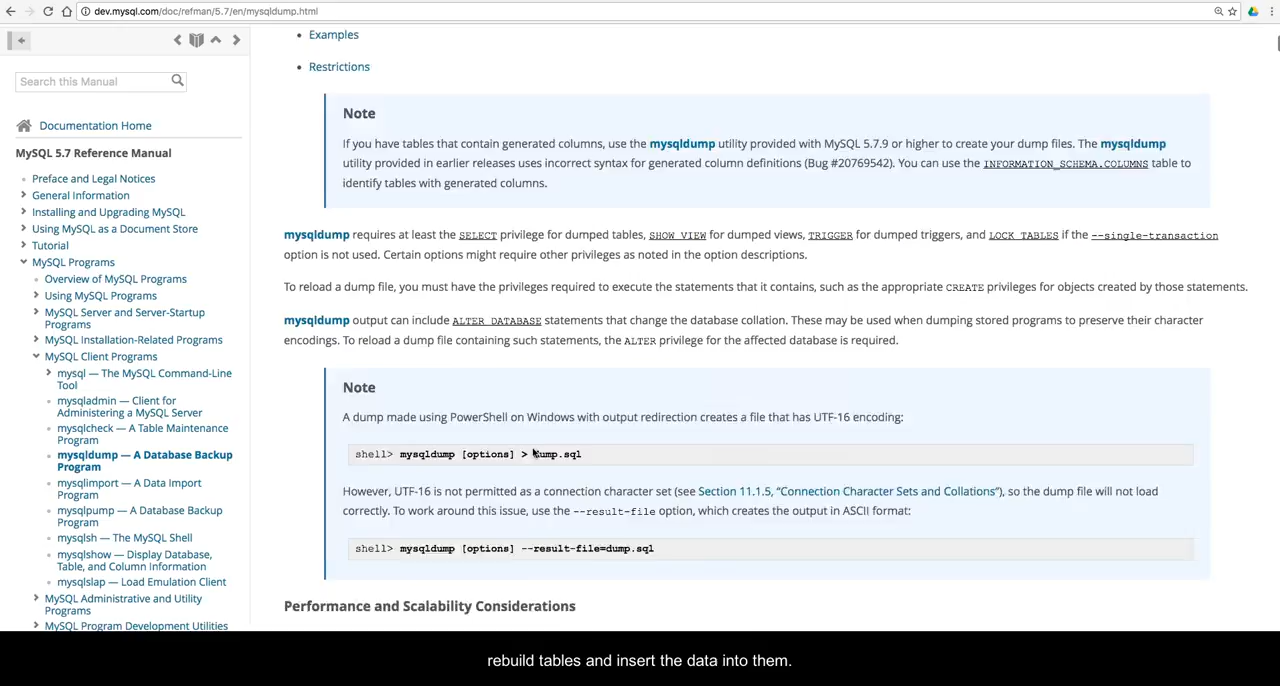 dev.mysql.com/doc/refman/5.7/en/mysqldump.html
Search this Manual
Documentation Home
MySQL 5.7 Reference Manual
Preface and Legal Notices
General Information
Installing and Upgrading MySQL
Using MySQL as a Document Store
Tutorial
MySQL Programs
Overview of MySQL Programs
Using MySQL Programs
MySQL Server and Server-Startup
Programs
MySQL Installation-Related Programs
MySQL Client Programs
mysql — The MySQL Command-Line
Tool
mysqladmin — Client for
Administering a MySQL Server
mysqlcheck — A Table Maintenance
Program
mysqldump — A Database Backup
Program
mysqlimport — A Data Import
Program
mysqlpump — A Database Backup
Program
mysqlsh — The MySQL Shell
mysqlshow — Display Database,
Table, and Column Information
mysqlslap — Load Emulation Client
MySQL Administrative and Utility
Programs
MySQL Program Development Utilities
Examples
Restrictions
Note
If you have tables that contain generated columns, use the mysqldump utility provided with MySQL 5.7.9 or higher to create your dump files. The mysqldump
utility provided in earlier releases uses incorrect syntax for generated column definitions (Bug #20769542). You can use the INFORMATION_SCHEMA.COLUMNS table to
identify tables with generated columns.
mysqldump requires at least the SELECT privilege for dumped tables, SHOW VIEW for dumped views, TRIGGER for dumped triggers, and LOCK TABLES if the --single-transaction
option is not used. Certain options might require other privileges as noted in the option descriptions.
To reload a dump file, you must have the privileges required to execute the statements that it contains, such as the appropriate CREATE privileges for objects created by those statements.
mysqldump output can include ALTER DATABASE statements that change the database collation. These may be used when dumping stored programs to preserve their character
encodings. To reload a dump file containing such statements, the ALTER privilege for the affected database is required.
Note
A dump made using PowerShell on Windows with output redirection creates a file that has UTF-16 encoding:
shell> mysqldump [options] > dump.sql
However, UTF-16 is not permitted as a connection character set (see Section 11.1.5, “Connection Character Sets and Collations”), so the dump file will not load
correctly. To work around this issue, use the --result-file option, which creates the output in ASCII format:
shell> mysqldump [options] --result-file=dump.sql
Performance and Scalability Considerations
rebuild tables and insert the data into them.